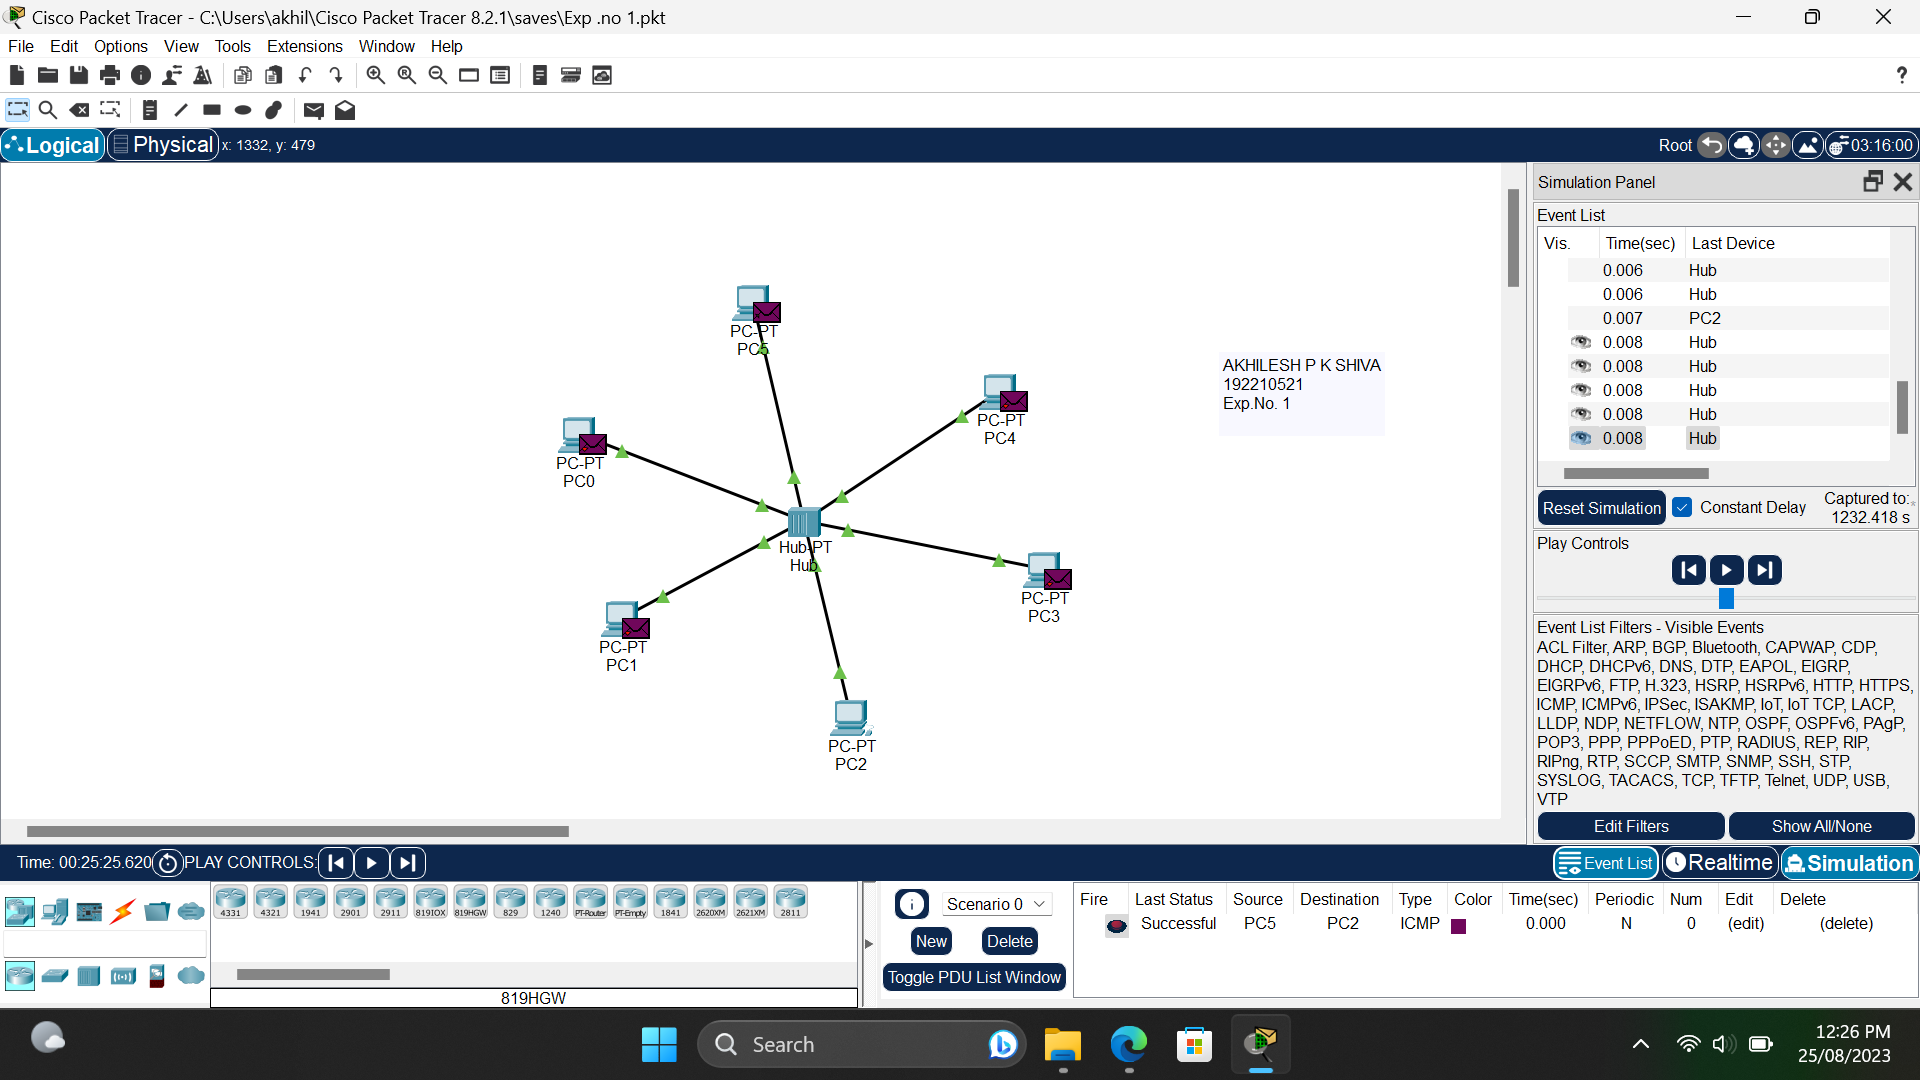 Cisco Packet Tracer - C:\Users\akhil\Cisco Packet Tracer 8.2.1\saves\Exp .no 1.pkt
File Edit Options View Tools Extensions Window Help
?
Logical Physical x: 1332, y: 479 Root 03:16:00
Simulation Panel
Event List
Vis. Time(sec) Last Device
0.006 Hub
0.006 Hub
0.007 PC2
0.008 Hub
0.008 Hub
0.008 Hub
0.008 Hub
0.008 Hub
Reset Simulation Constant Delay Captured to:
1232.418 s
Play Controls
Event List Filters - Visible Events
ACL Filter, ARP, BGP, Bluetooth, CAPWAP, CDP,
DHCP, DHCPv6, DNS, DTP, EAPOL, EIGRP,
EIGRPv6, FTP, H.323, HSRP, HSRPv6, HTTP, HTTPS,
ICMP, ICMPv6, IPSec, ISAKMP, IoT, IoT TCP, LACP,
LLDP, NDP, NETFLOW, NTP, OSPF, OSPFv6, PAgP,
POP3, PPP, PPPoED, PTP, RADIUS, REP, RIP,
RIPng, RTP, SCCP, SMTP, SNMP, SSH, STP,
SYSLOG, TACACS, TCP, TFTP, Telnet, UDP, USB,
VTP
Edit Filters Show All/None
PC-PT
PC5
AKHILESH P K SHIVA
192210521
Exp.No. 1
PC-PT
PC4
PC-PT
PC0
Hub-PT
Hub
PC-PT
PC3
PC-PT
PC1
PC-PT
PC2
Time: 00:25:25.620 PLAY CONTROLS: Event List Realtime Simulation
4331 4321 1941 2901 2911 819IOX 819HGW 829 1240 PT-Router PT-Empty 1841 2620XM 2621XM 2811
819HGW
Scenario 0
New Delete
Toggle PDU List Window
Fire Last Status Source Destination Type Color Time(sec) Periodic Num Edit Delete
Successful PC5 PC2 ICMP 0.000 N 0 (edit) (delete)
Search
12:26 PM
25/08/2023